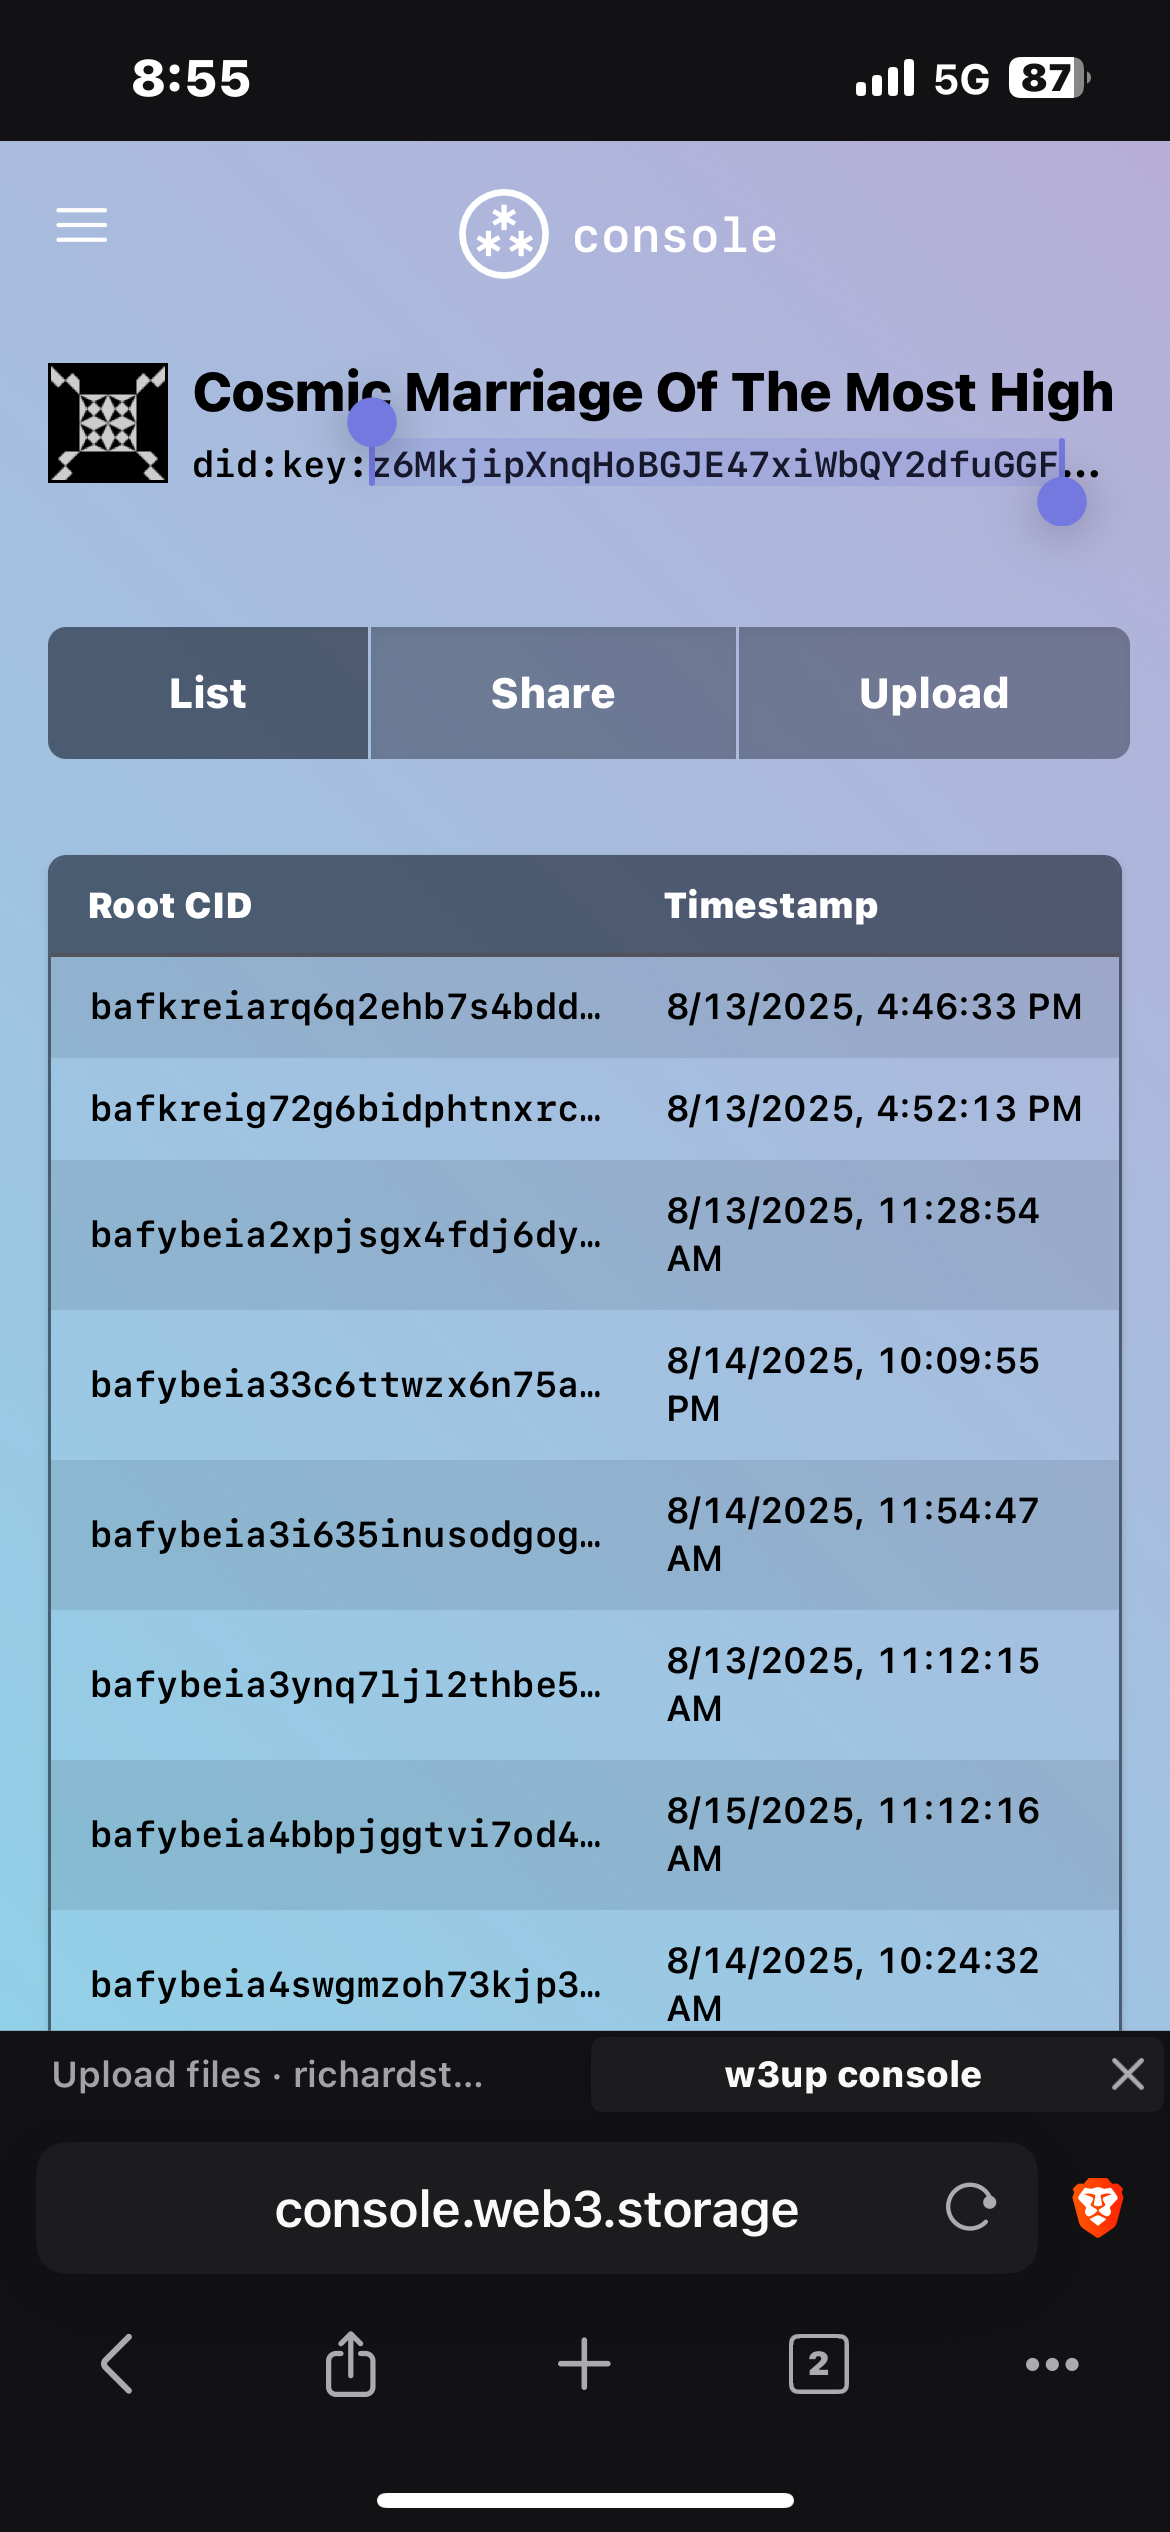 8:55
5G 87
console
Cosmic Marriage Of The Most High
did:key:z6MkjipXnqHoBGJE47xiWbQY2dfuGGF...
List Share Upload
Root CID Timestamp
bafkreiarq6q2ehb7s4bdd… 8/13/2025, 4:46:33 PM
bafkreig72g6bidphtnxrc… 8/13/2025, 4:52:13 PM
bafybeia2xpjsgx4fdj6dy… 8/13/2025, 11:28:54
AM
bafybeia33c6ttwzx6n75a… 8/14/2025, 10:09:55
PM
bafybeia3i635inusodgog… 8/14/2025, 11:54:47
AM
bafybeia3ynq7ljl2thbe5… 8/13/2025, 11:12:15
AM
bafybeia4bbpjggtvi7od4… 8/15/2025, 11:12:16
AM
bafybeia4swgmzoh73kjp3… 8/14/2025, 10:24:32
AM
Upload files · richardst... w3up console
console.web3.storage
2